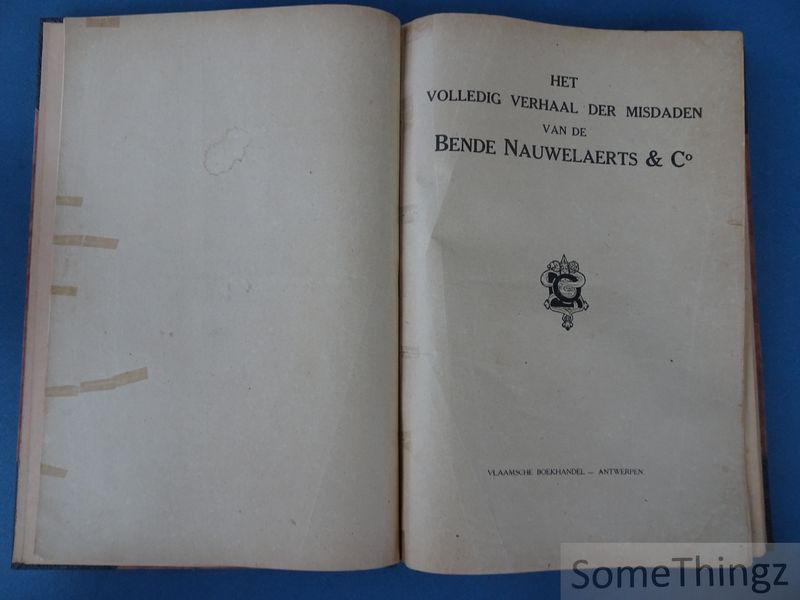 HET
VOLLEDIG VERHAAL DER MISDADEN
VAN DE
BENDE NAUWELAERTS & Cº
VLAAMSCHE BOEKHANDEL — ANTWERPEN
SomeThingz